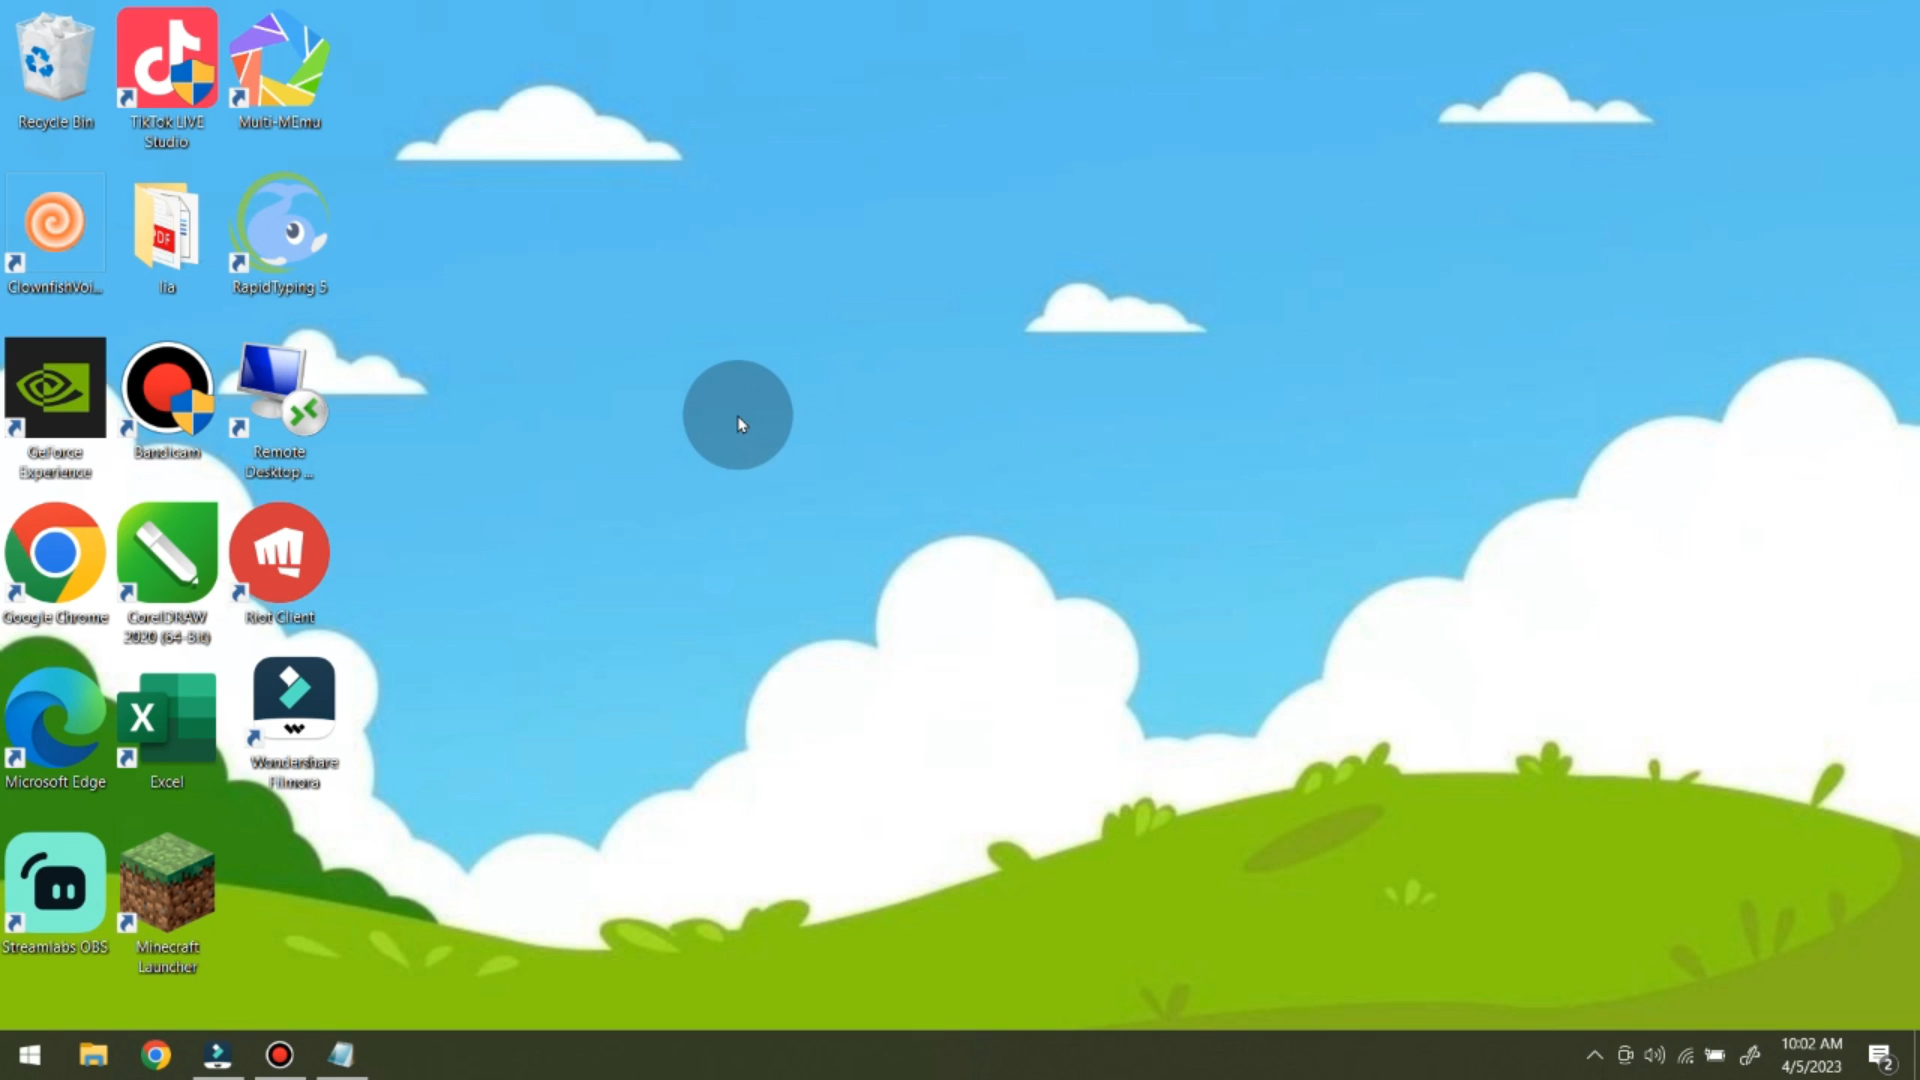 Recycle Bin
TikTok LIVE
Studio
Multi-MEmu
ClownfishVoi...
PDF
lia
RapidTyping 5
GeForce
Experience
Bandicam
Remote
Desktop ...
Google Chrome
CorelDRAW
2020 (64-Bit)
Riot Client
Microsoft Edge
X
Excel
Wondershare
Filmora
Streamlabs OBS
Minecraft
Launcher
10:02 AM
4/5/2023
2